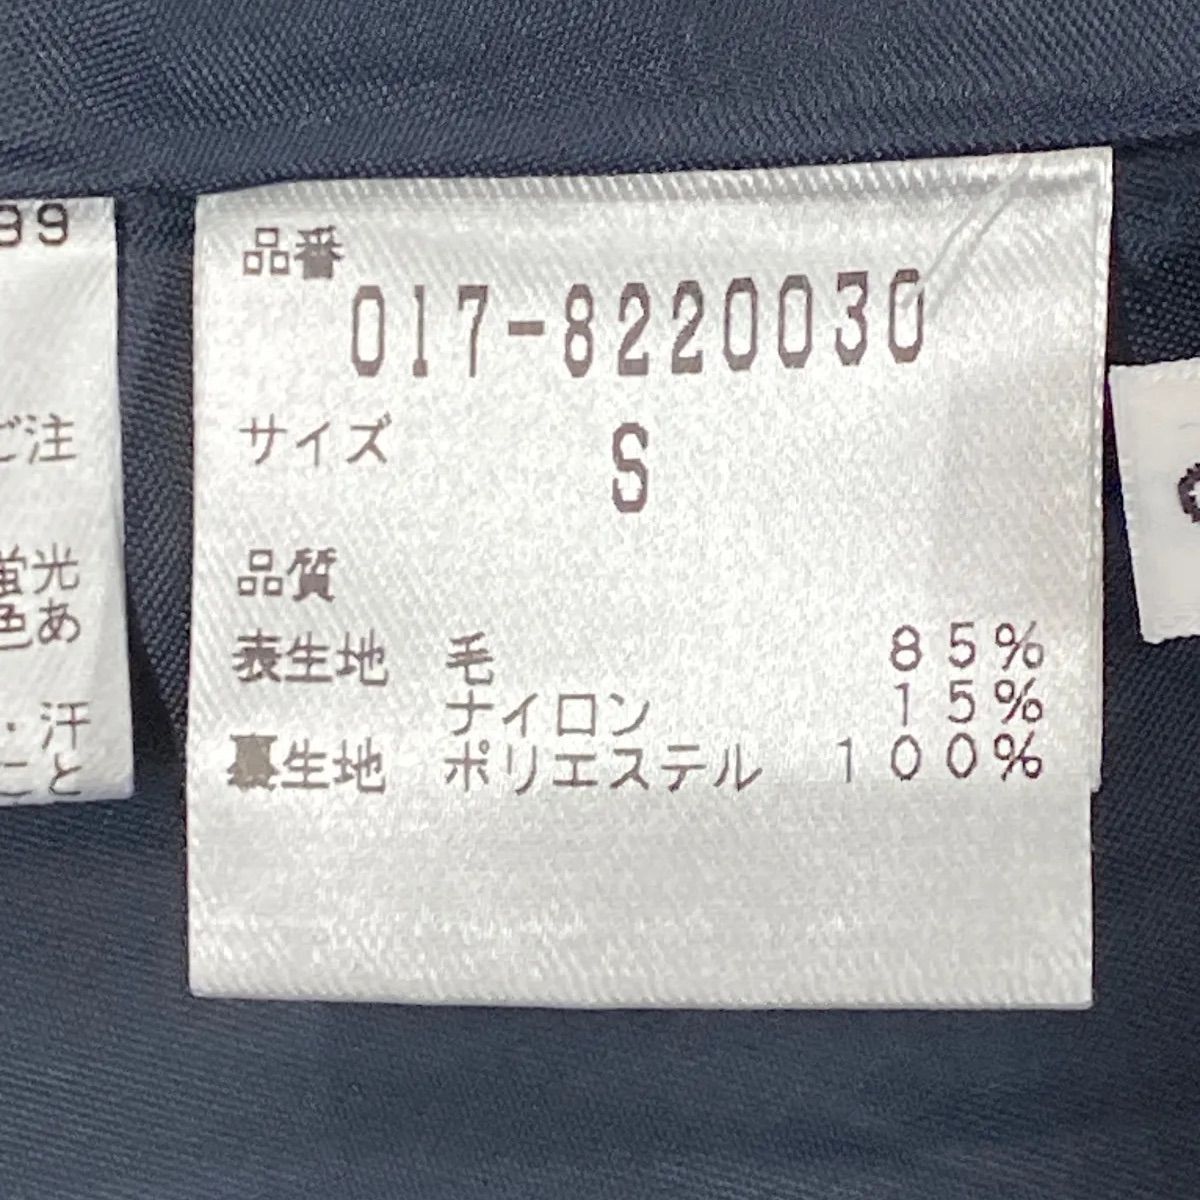 99
ご注
蛍光
色あ
・汗
こと
品番
017-8220030
サイズ S
品質
表生地 毛 85%
ナイロン 15%
裏生地 ポリエステル 100%